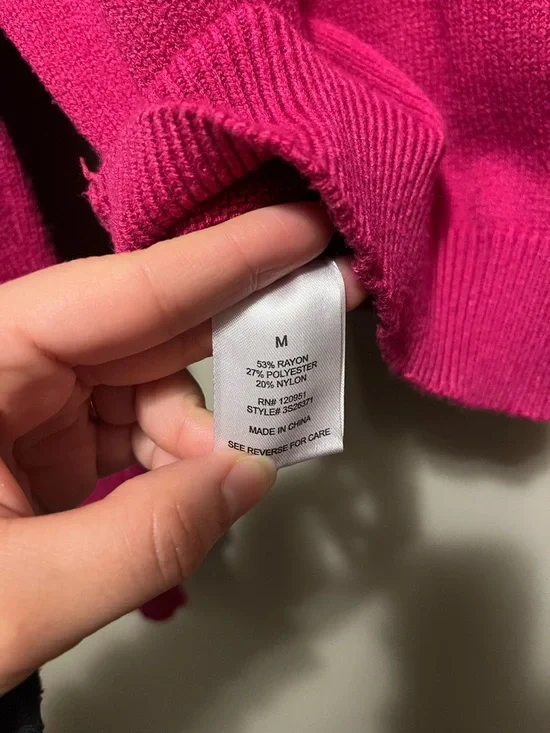 M
53% RAYON
27% POLYESTER
20% NYLON
RN# 120951
STYLE# 3S26371
MADE IN CHINA
SEE REVERSE FOR CARE